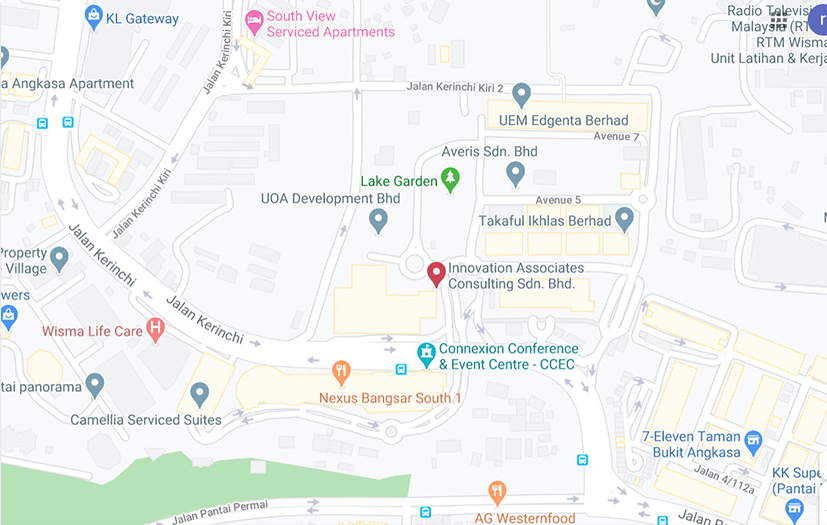 KL Gateway
South View
Serviced Apartments
Radio Televisi
Malaysia (RT
RTM Wisma
Unit Latihan & Kerja
r
Jalan Kerinchi Kiri
a Angkasa Apartment
Jalan Kerinchi Kiri 2
UEM Edgenta Berhad
Avenue 7
Averis Sdn. Bhd
Lake Garden
Jalan Kerinchi Kiri
UOA Development Bhd
Avenue 5
Takaful Ikhlas Berhad
Property
Village
Jalan Kerinchi
Innovation Associates
Consulting Sdn. Bhd.
owers
Jalan Kerinchi
Wisma Life Care
Connexion Conference
& Event Centre - CCEC
Jalan Pa
tai panorama
Nexus Bangsar South 1
Camellia Serviced Suites
7-Eleven Taman
Bukit Angkasa
Jalan 4/112a
KK Supe
(Pantai
Jalan Pantai Permai
AG Westernfood
Jalan P